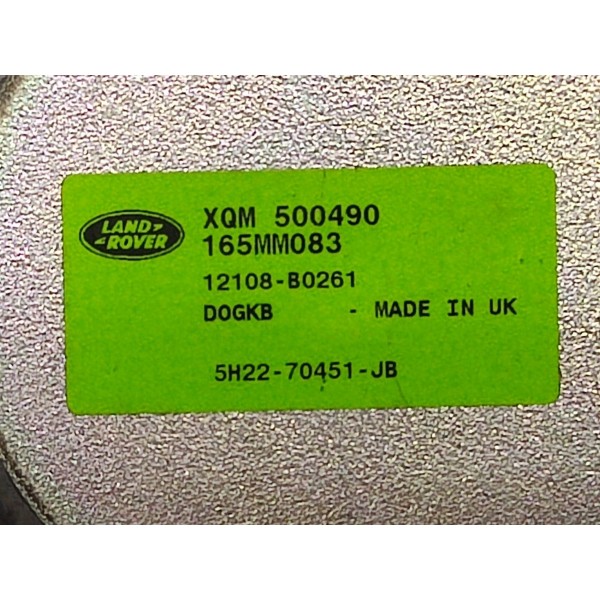 LAND
ROVER
XQM 500490
165MM083
12108-B0261
DOGKB - MADE IN UK
5H22-70451-JB